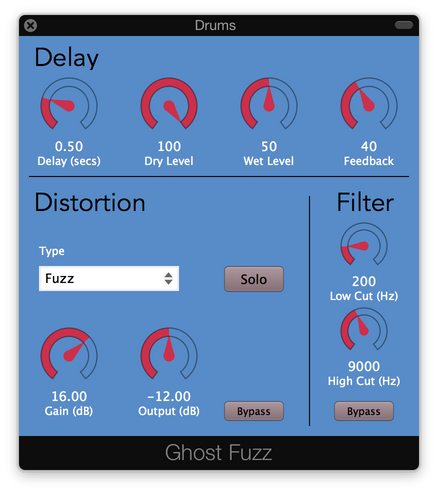 Drums
Delay
0.50 100 50 40
Delay (secs) Dry Level Wet Level Feedback
Distortion
Type
Fuzz
Solo
16.00 -12.00
Gain (dB) Output (dB)
Bypass
Filter
200
Low Cut (Hz)
9000
High Cut (Hz)
Bypass
Ghost Fuzz